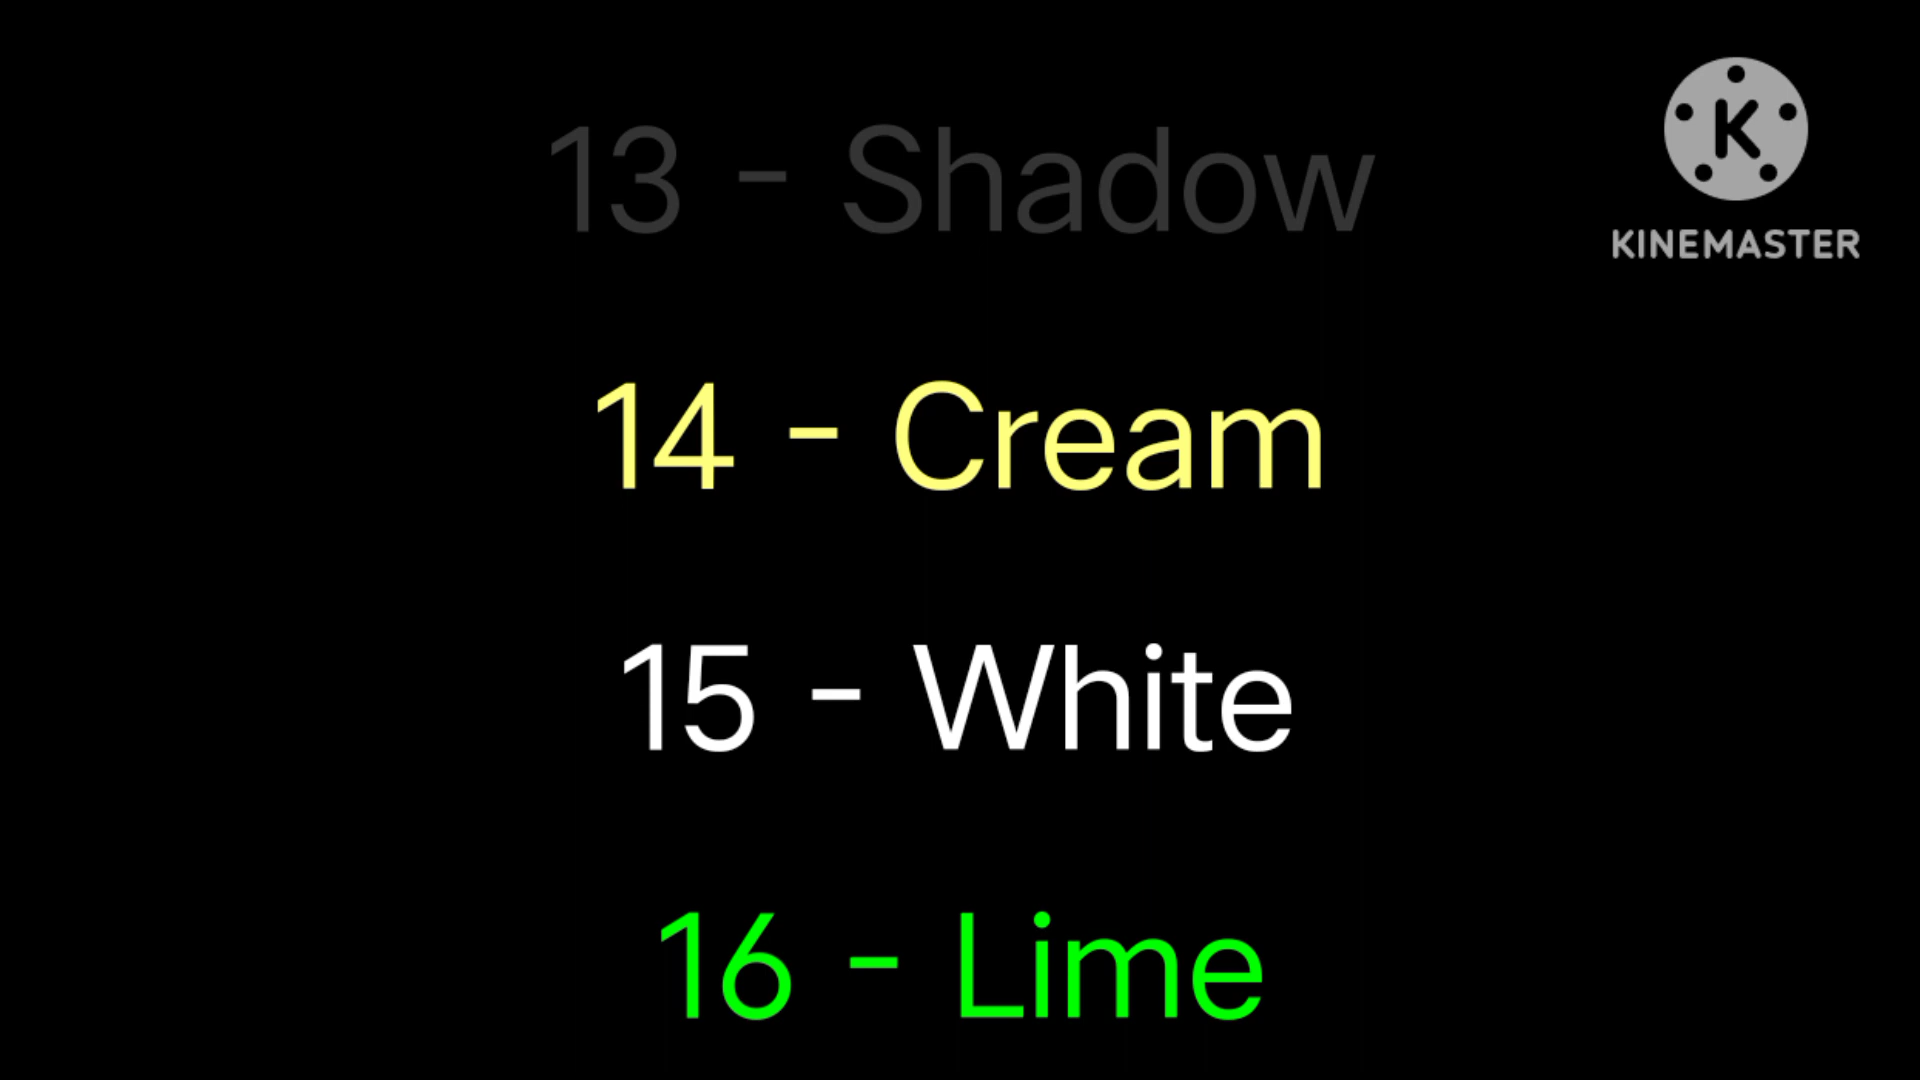 13 - Shadow
K
KINEMASTER
14 - Cream
15 - White
16 - Lime